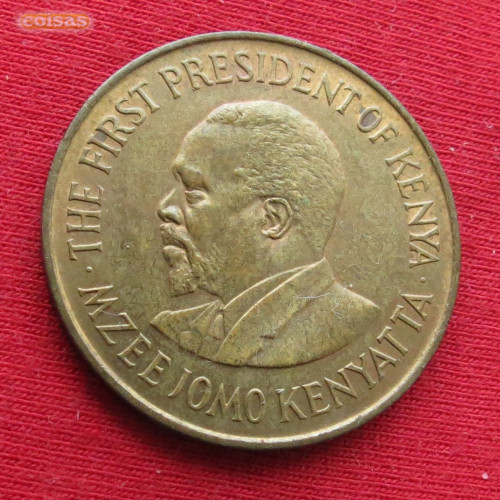 coisas
THE FIRST PRESIDENT OF KENYA
· MZEE JOMO KENYATTA ·